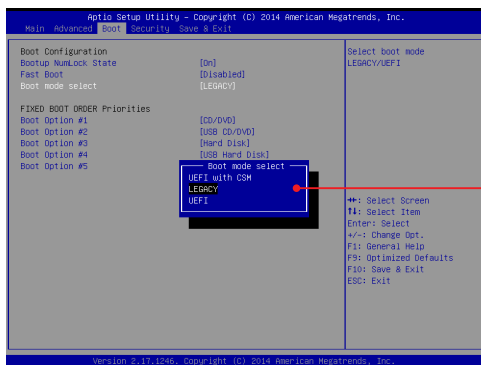 Aptio Setup Utility – Copyright (C) 2014 American Megatrends, Inc.
Main Advanced Boot Security Save & Exit
Boot Configuration
Bootup NumLock State [On]
Fast Boot [Disabled]
Boot mode select [LEGACY]
FIXED BOOT ORDER Priorities
Boot Option #1 [CD/DVD]
Boot Option #2 [USB CD/DVD]
Boot Option #3 [Hard Disk]
Boot Option #4 [USB Hard Disk]
Boot Option #5
Boot mode select
UEFI with CSM
LEGACY
UEFI
Select boot mode
LEGACY/UEFI
→←: Select Screen
↑↓: Select Item
Enter: Select
+/-: Change Opt.
F1: General Help
F9: Optimized Defaults
F10: Save & Exit
ESC: Exit
Version 2.17.1246. Copyright (C) 2014 American Megatrends, Inc.